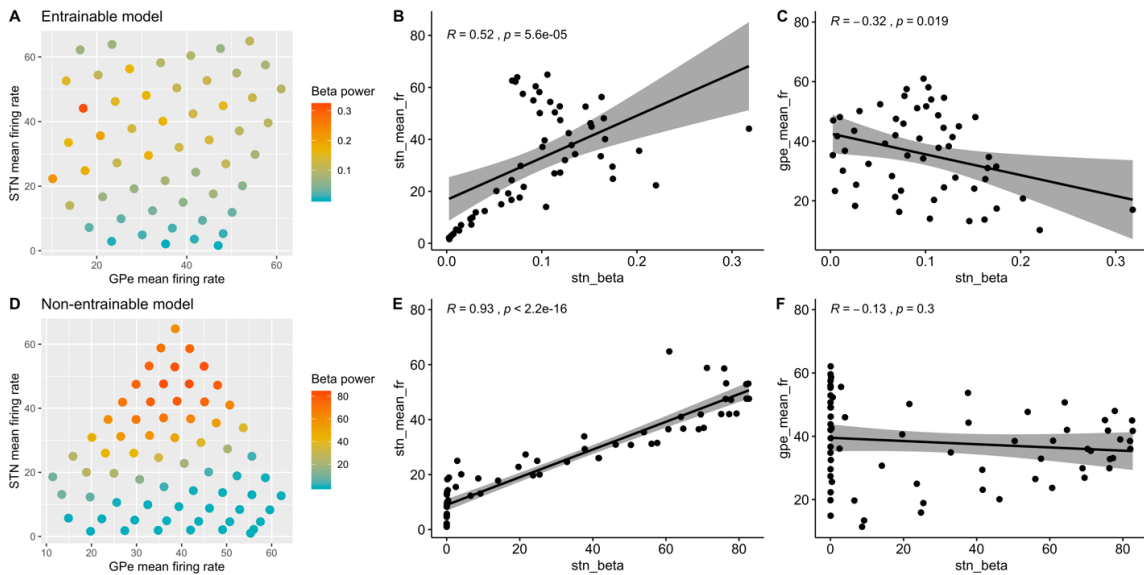 A Entrainable model
STN mean firing rate
60
40
20
0
20 40 60
GPe mean firing rate
Beta power
0.3
0.2
0.1
B
R = 0.52 , p = 5.6e-05
stn_mean_fr
80
60
40
20
0
0.0 0.1 0.2 0.3
stn_beta
C
R = − 0.32 , p = 0.019
gpe_mean_fr
80
60
40
20
0.0 0.1 0.2 0.3
stn_beta
D Non-entrainable model
STN mean firing rate
60
40
20
0
10 20 30 40 50 60
GPe mean firing rate
Beta power
80
60
40
20
E
R = 0.93 , p < 2.2e-16
stn_mean_fr
80
60
40
20
0
0 20 40 60 80
stn_beta
F
R = − 0.13 , p = 0.3
gpe_mean_fr
80
60
40
20
0 20 40 60 80
stn_beta